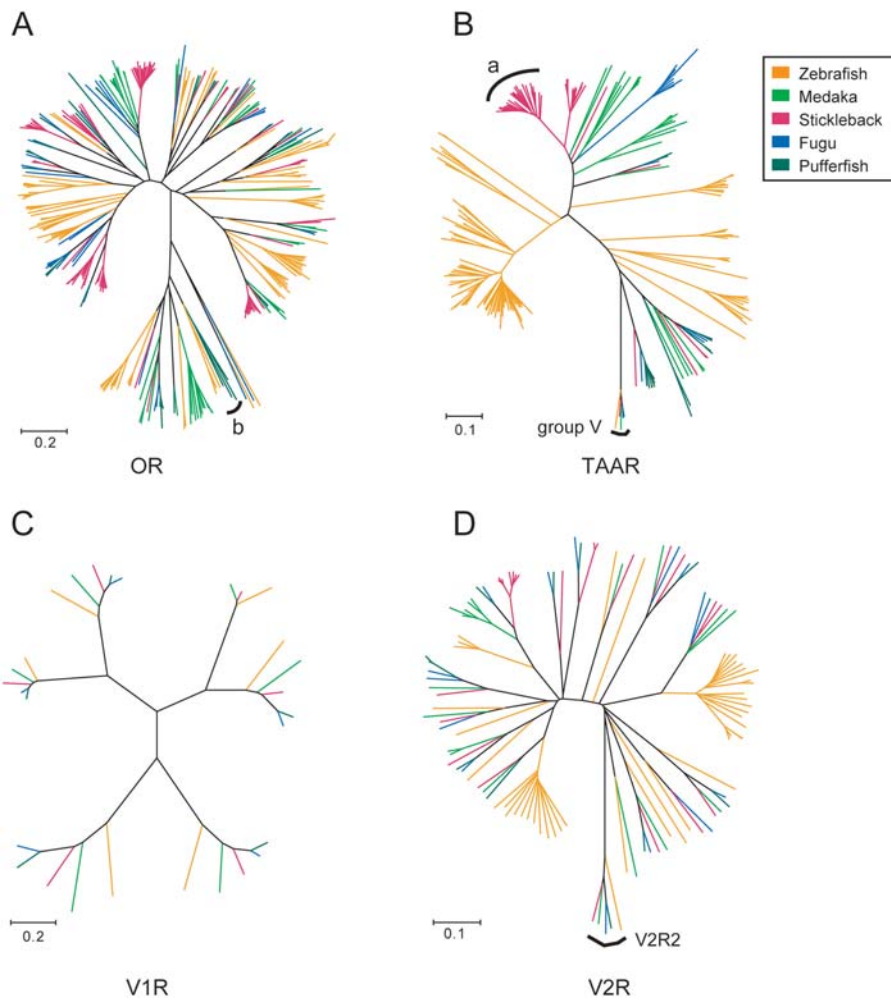 A
B
a
Zebrafish
Medaka
Stickleback
Fugu
Pufferfish
0.2
b
OR
0.1
group V
TAAR
C
D
0.2
V1R
0.1
V2R2
V2R